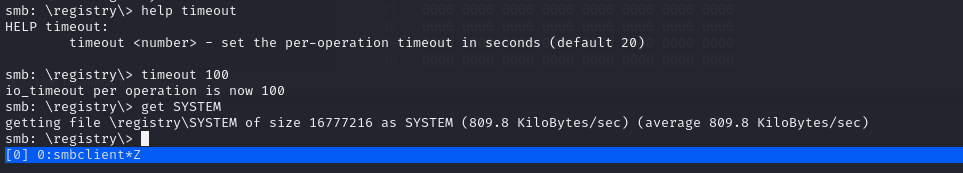 smb: \registry\> help timeout
HELP timeout:
        timeout <number> - set the per-operation timeout in seconds (default 20)

smb: \registry\> timeout 100
io_timeout per operation is now 100
smb: \registry\> get SYSTEM
getting file \registry\SYSTEM of size 16777216 as SYSTEM (809.8 KiloBytes/sec) (average 809.8 KiloBytes/sec)
smb: \registry\>
[0] 0:smbclient*Z